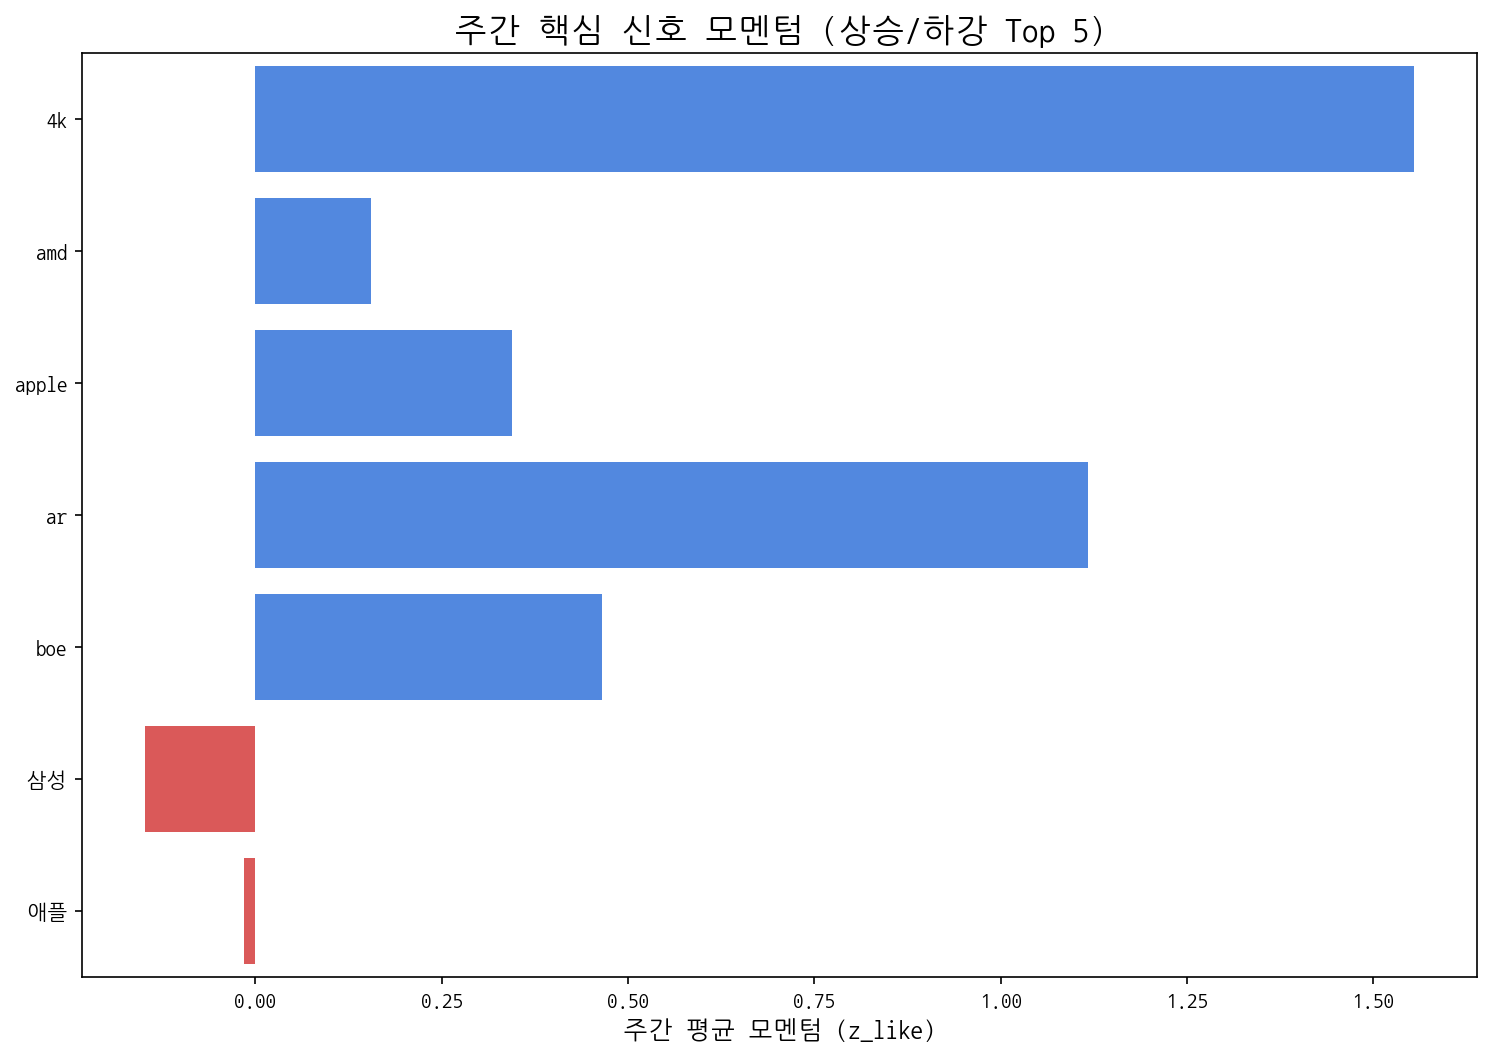 주간 핵심 신호 모멘텀 (상승/하강 Top 5)
4k
amd
apple
ar
boe
삼성
애플
0.00 0.25 0.50 0.75 1.00 1.25 1.50
주간 평균 모멘텀 (z_like)